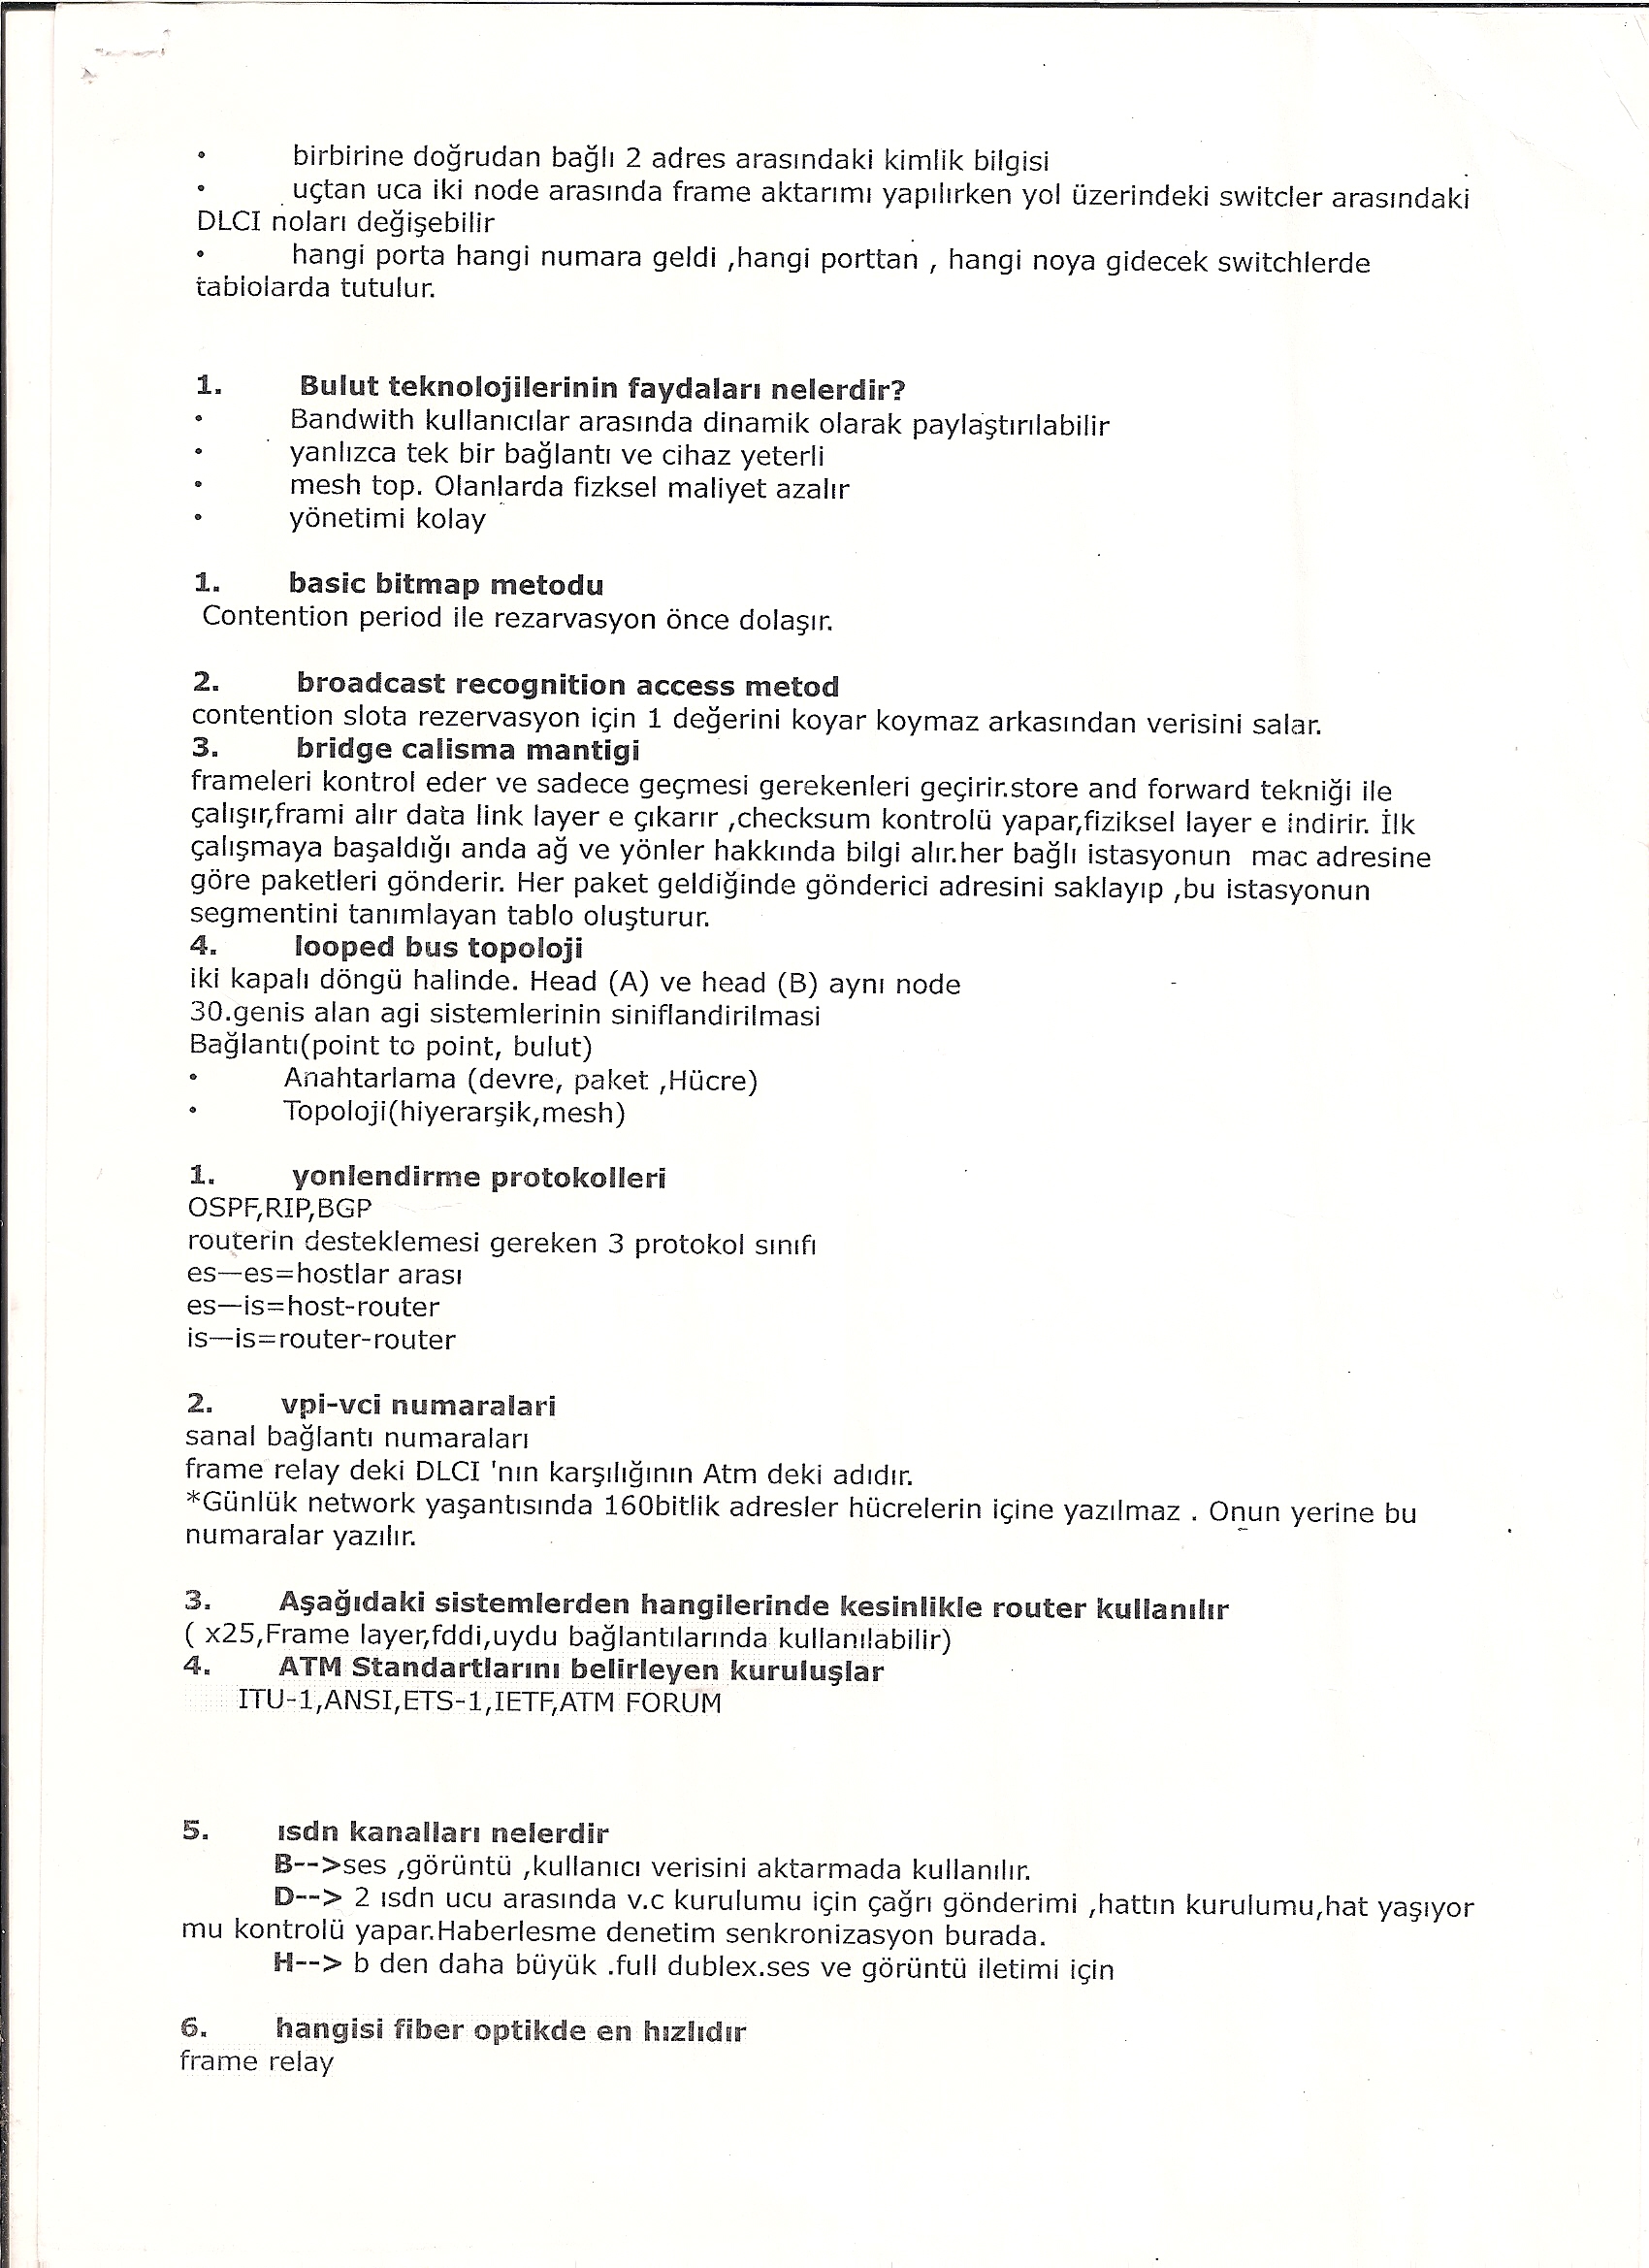 • birbirine doğrudan bağlı 2 adres arasındaki kimlik bilgisi
• uçtan uca iki node arasında frame aktarımı yapılırken yol üzerindeki switcler arasındaki
DLCI noları değişebilir
• hangi porta hangi numara geldi ,hangi porttan , hangi noya gidecek switchlerde
tablolarda tutulur.
1. Bulut teknolojilerinin faydaları nelerdir?
• Bandwith kullanıcılar arasında dinamik olarak paylaştırılabilir
• yanlızca tek bir bağlantı ve cihaz yeterli
• mesh top. Olanlarda fizksel maliyet azalır
• yönetimi kolay
1. basic bitmap metodu
Contention period ile rezarvasyon önce dolaşır.
2. broadcast recognition access metod
contention slota rezervasyon için 1 değerini koyar koymaz arkasından verisini salar.
3. bridge calisma mantigi
frameleri kontrol eder ve sadece geçmesi gerekenleri geçirir.store and forward tekniği ile
çalışır,frami alır data link layer e çıkarır ,checksum kontrolü yapar,fiziksel layer e indirir. İlk
çalışmaya başaldığı anda ağ ve yönler hakkında bilgi alır.her bağlı istasyonun mac adresine
göre paketleri gönderir. Her paket geldiğinde gönderici adresini saklayıp ,bu istasyonun
segmentini tanımlayan tablo oluşturur.
4. looped bus topoloji
iki kapalı döngü halinde. Head (A) ve head (B) aynı node
30.genis alan agi sistemlerinin siniflandirilmasi
Bağlantı(point to point, bulut)
• Anahtarlama (devre, paket ,Hücre)
• Topoloji(hiyerarşik,mesh)
1. yonlendirme protokolleri
OSPF,RIP,BGP
routerin desteklemesi gereken 3 protokol sınıfı
es—es=hostlar arası
es—is=host-router
is—is=router-router
2. vpi-vci numaralari
sanal bağlantı numaraları
frame relay deki DLCI 'nın karşılığının Atm deki adıdır.
*Günlük network yaşantısında 160bitlik adresler hücrelerin içine yazılmaz . Onun yerine bu
numaralar yazılır.
3. Aşağıdaki sistemlerden hangilerinde kesinlikle router kullanılır
( x25,Frame layer,fddi,uydu bağlantılarında kullanılabilir)
4. ATM Standartlarını belirleyen kuruluşlar
ITU-1,ANSI,ETS-1,IETF,ATM FORUM
5. ısdn kanalları nelerdir
B-->ses ,görüntü ,kullanıcı verisini aktarmada kullanılır.
D--> 2 ısdn ucu arasında v.c kurulumu için çağrı gönderimi ,hattın kurulumu,hat yaşıyor
mu kontrolü yapar.Haberlesme denetim senkronizasyon burada.
H--> b den daha büyük .full dublex.ses ve görüntü iletimi için
6. hangisi fiber optikde en hızlıdır
frame relay